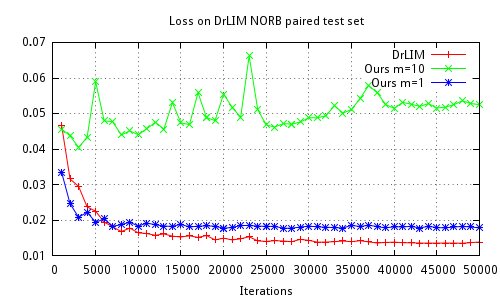 Loss on DrLIM NORB paired test set
0.07
0.06
0.05
0.04
0.03
0.02
0.01
DrLIM
Ours m=10
Ours m=1
0 5000 10000 15000 20000 25000 30000 35000 40000 45000 50000
Iterations